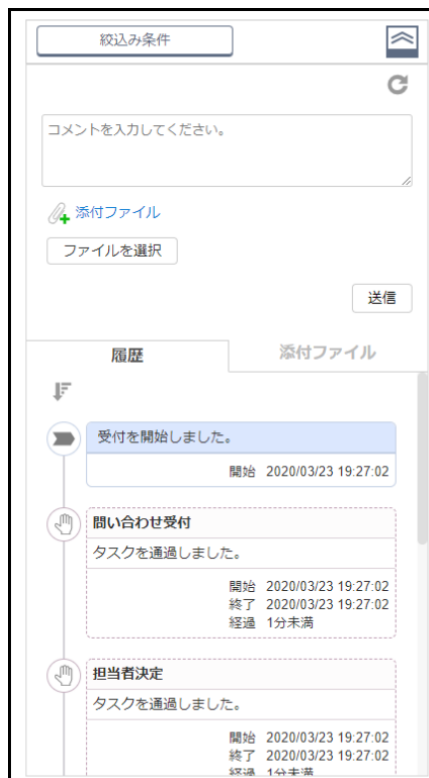 絞込み条件
コメントを入力してください。
添付ファイル
ファイルを選択
送信
履歴 添付ファイル
受付を開始しました。
開始 2020/03/23 19:27:02
問い合わせ受付
タスクを通過しました。
開始 2020/03/23 19:27:02
終了 2020/03/23 19:27:02
経過 1分未満
担当者決定
タスクを通過しました。
開始 2020/03/23 19:27:02
終了 2020/03/23 19:27:02
経過 1分未満